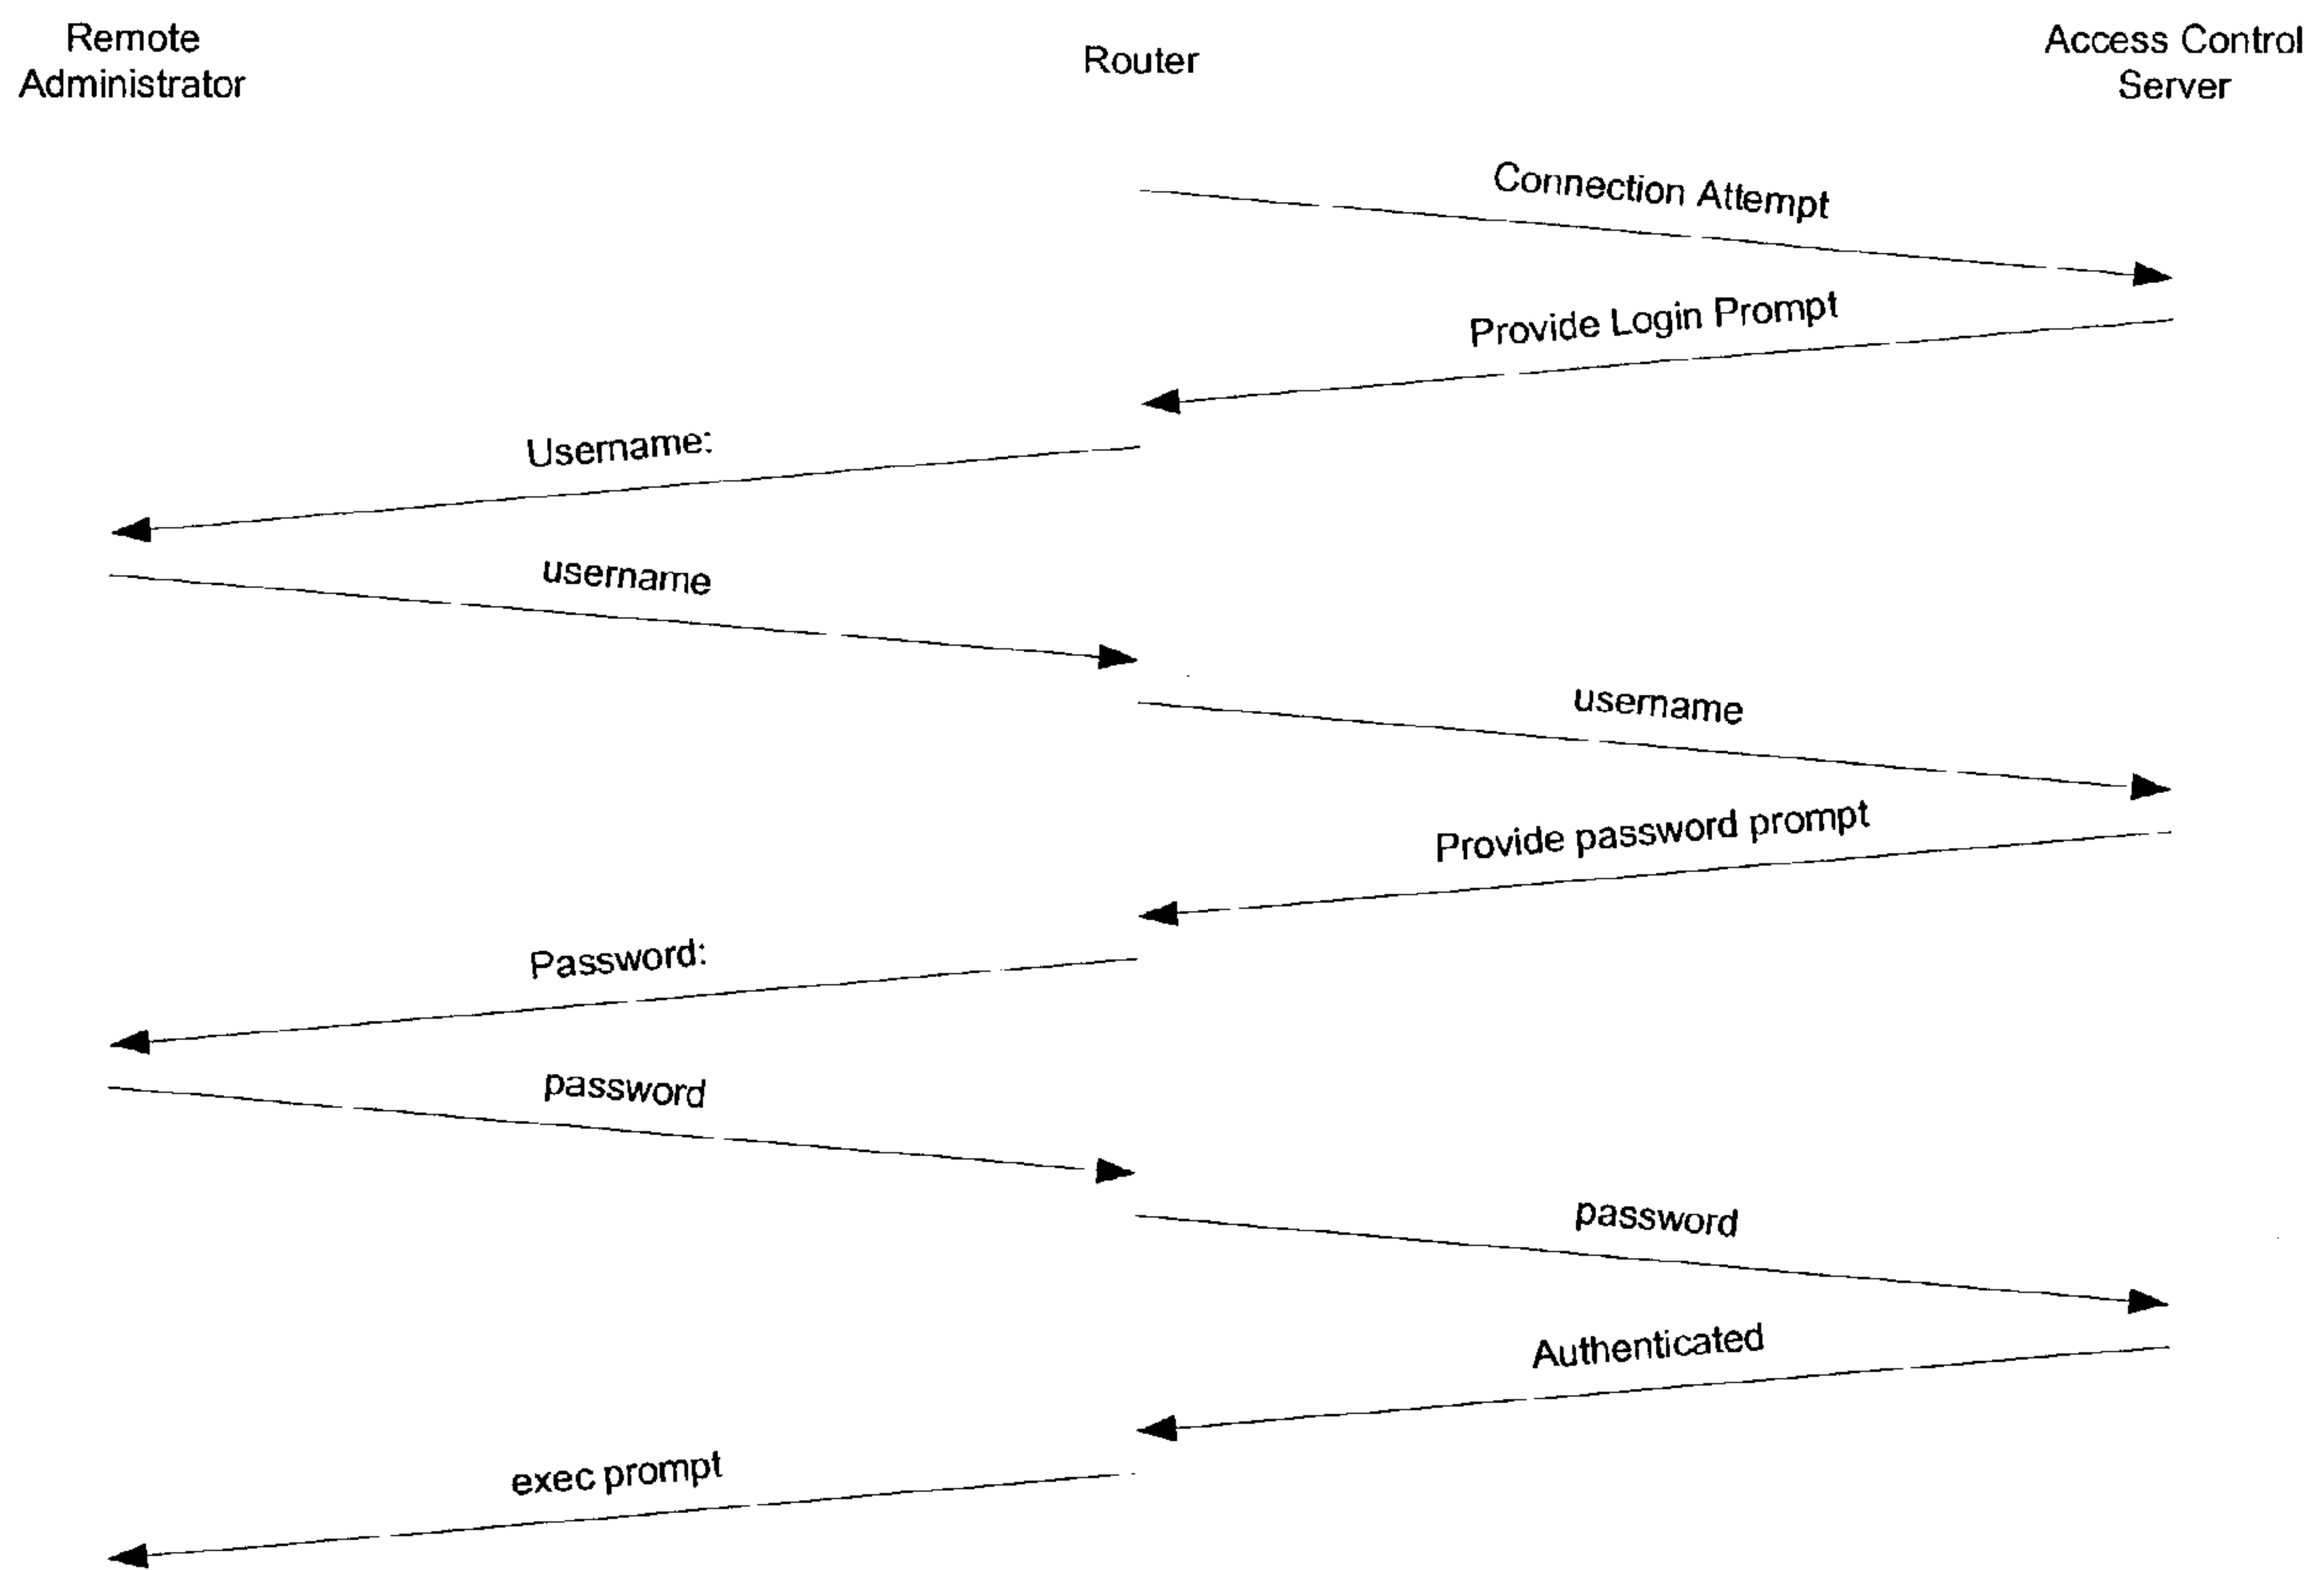 Remote
Administrator
Router
Access Control
Server
Connection Attempt
Provide Login Prompt
Username:
username
username
Provide password prompt
Password:
password
password
Authenticated
exec prompt